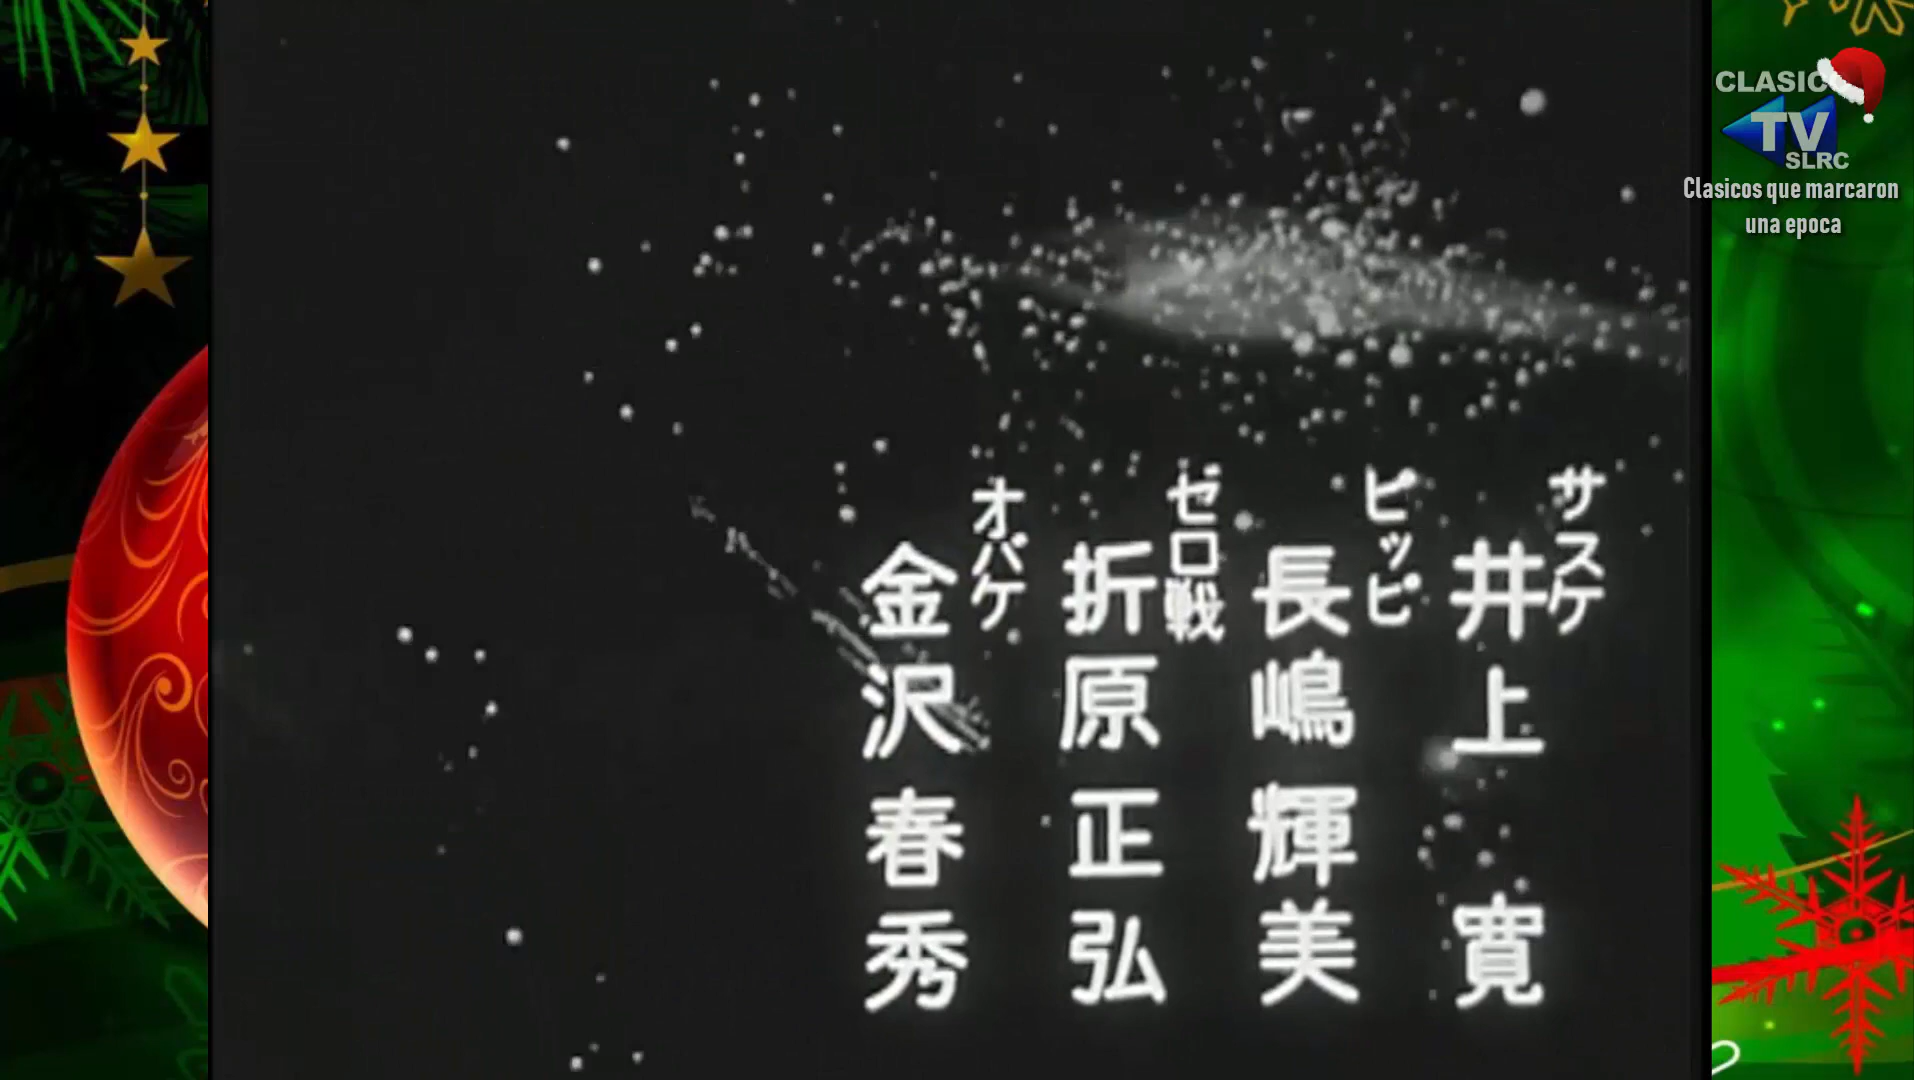 サスケ
井上 寛
ピッピ
長嶋輝美
ゼロ戦
折原正弘
オバケ
金沢春秀
CLASICO
TV
SLRC
Clasicos que marcaron
una epoca